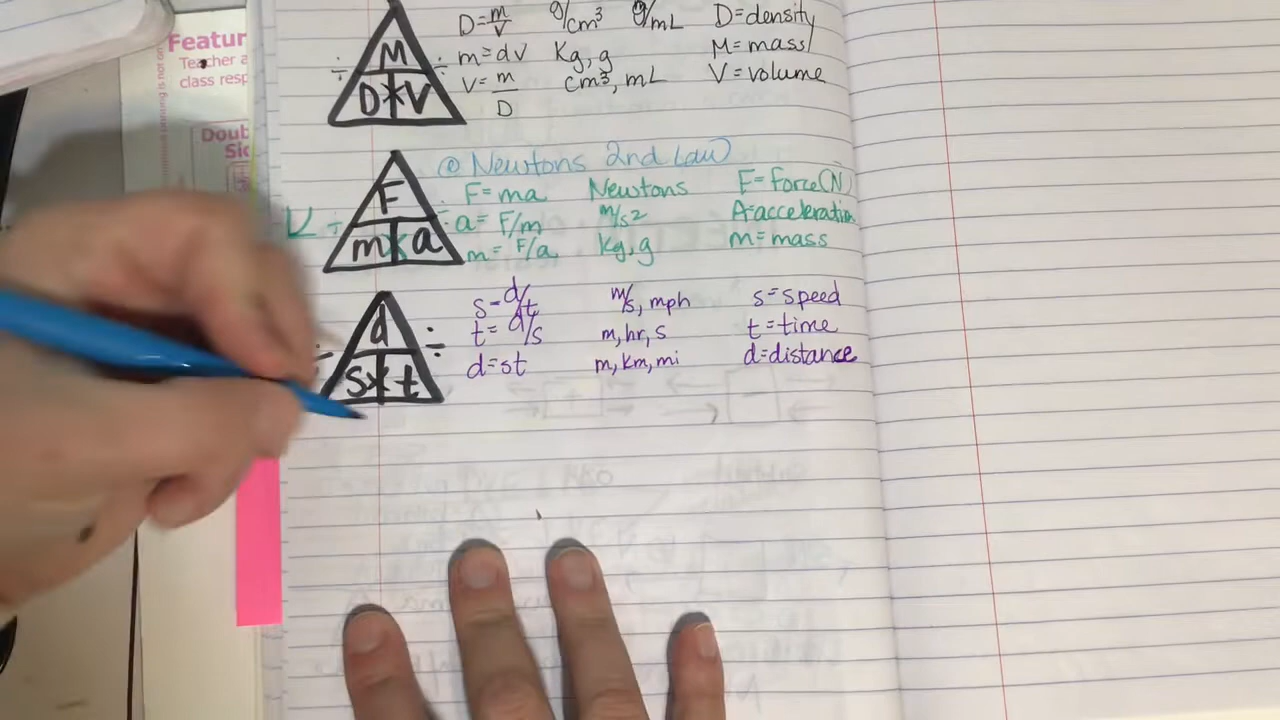 Featur
Teacher a
class resp
Doub
Sk
M
D V
D=m/V g/cm³ g/mL D=density
m=dV Kg, g M=mass
V=m/D cm³, mL V=volume
@ Newtons 2nd Law
F
m a
F=ma Newtons F=force(N)
a=F/m m/s2 A=acceleration
m=F/a kg, g m=mass
d
s t
s=d/t m/s, mph s=speed
t=d/s m, hr, s t=time
d=st m, km, mi d=distance